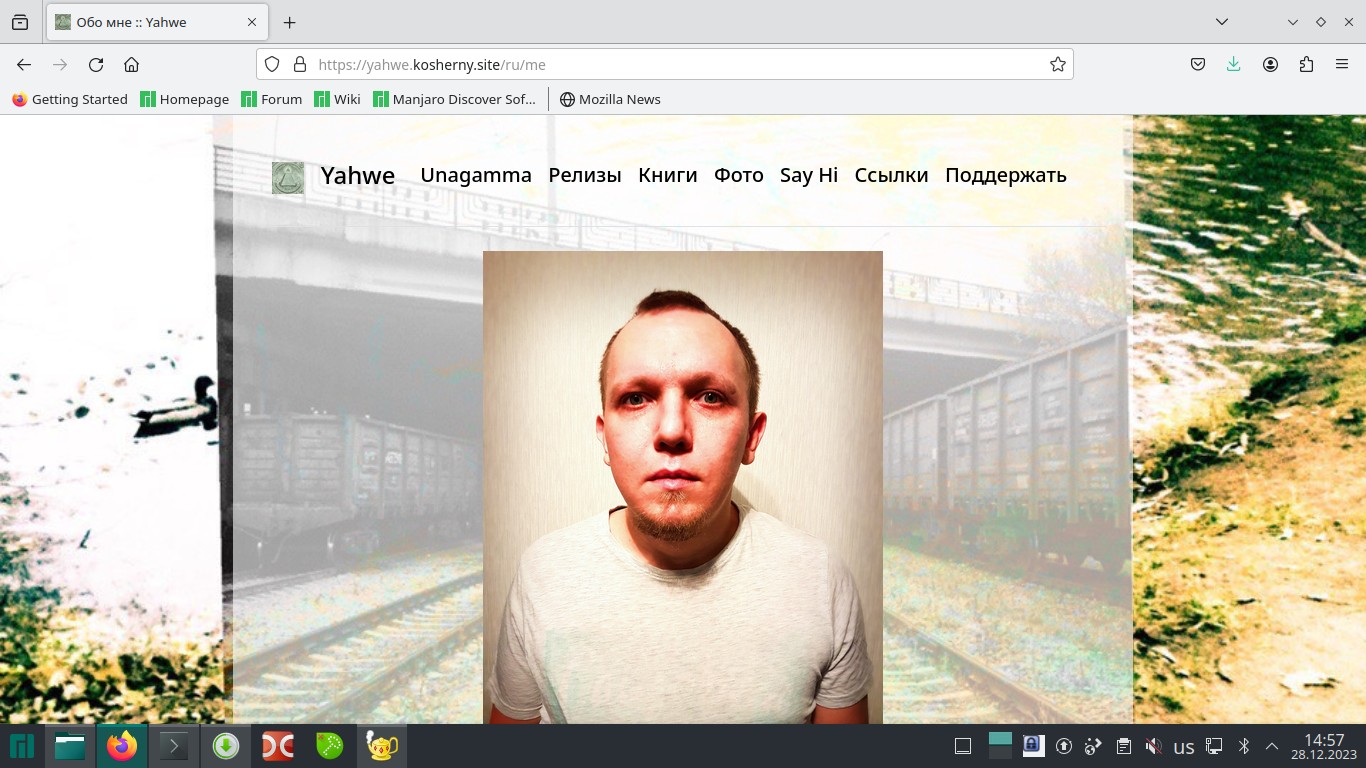 Обо мне :: Yahwe
https://yahwe.kosherny.site/ru/me
Getting Started Homepage Forum Wiki Manjaro Discover Sof… Mozilla News
Yahwe Unagamma Релизы Книги Фото Say Hi Ссылки Поддержать
us 14:57
28.12.2023